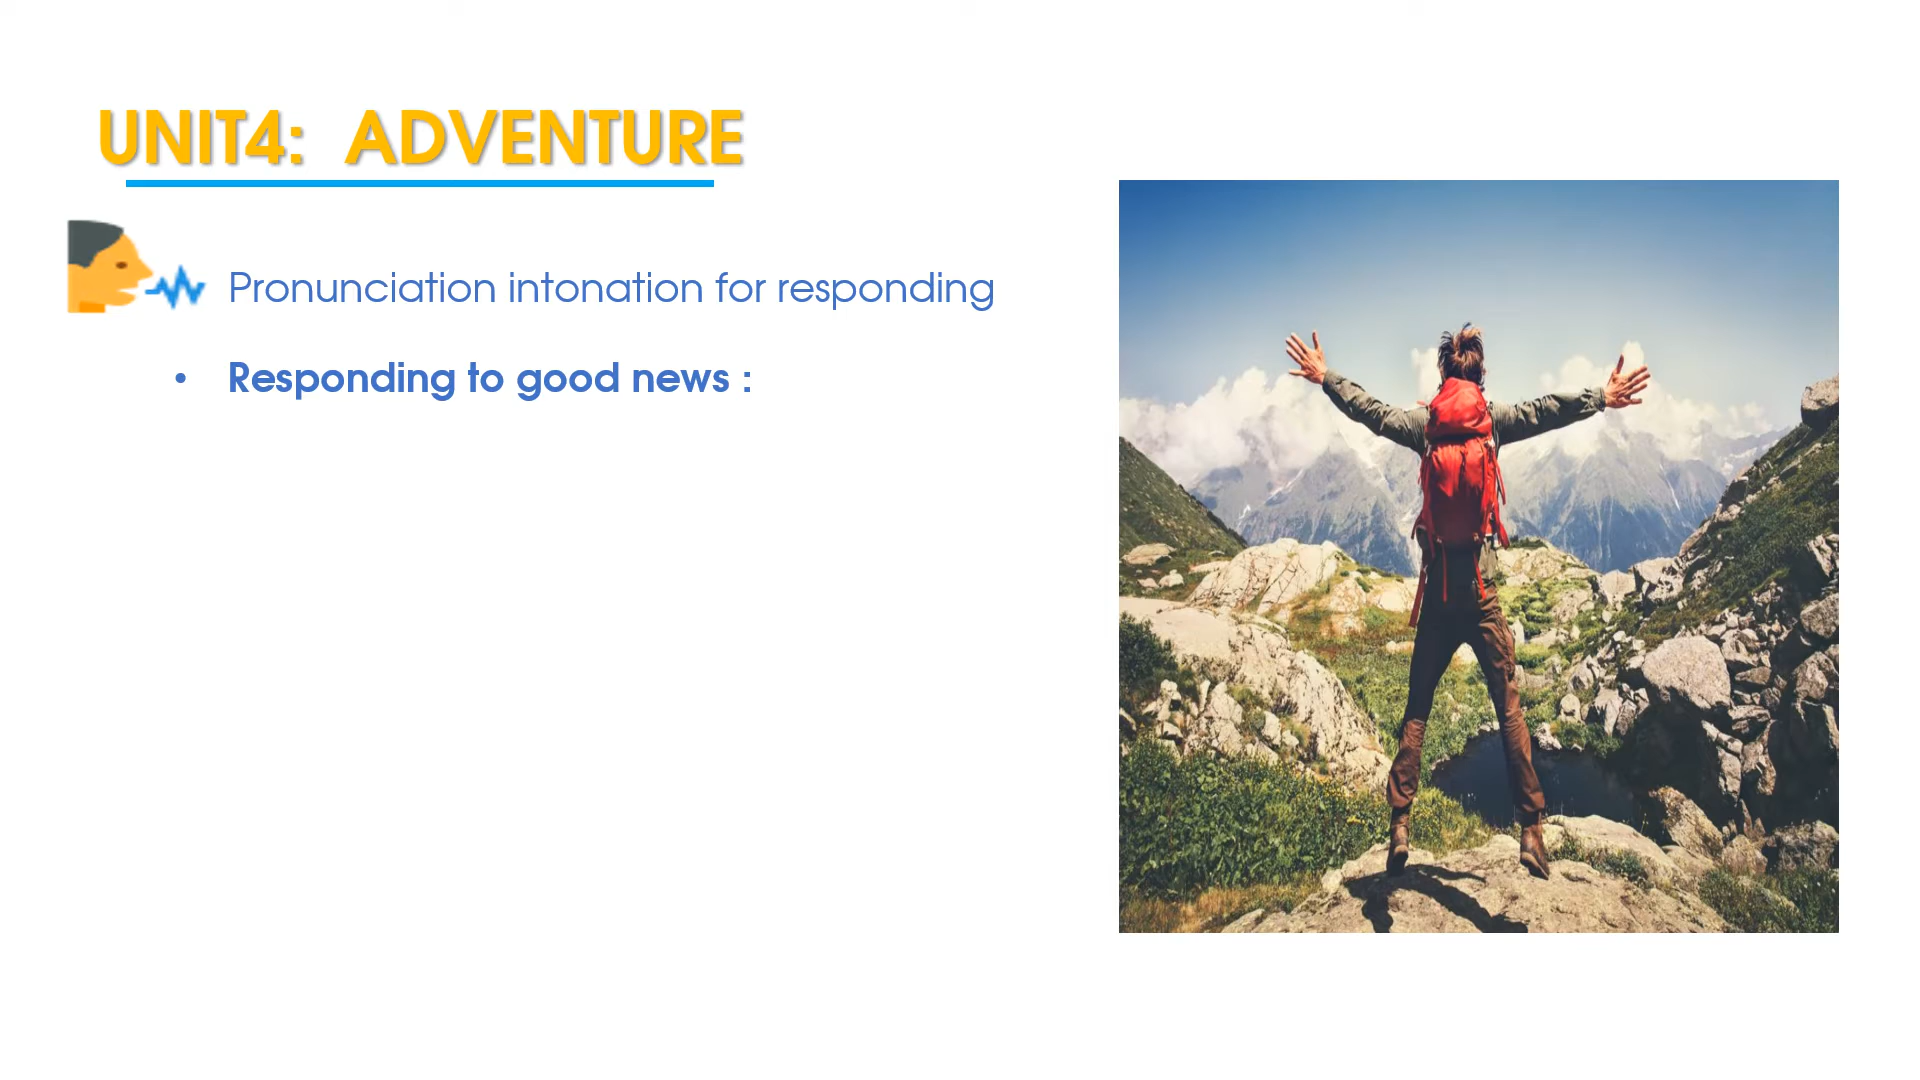 UNIT4: ADVENTURE
Pronunciation intonation for responding
• Responding to good news :